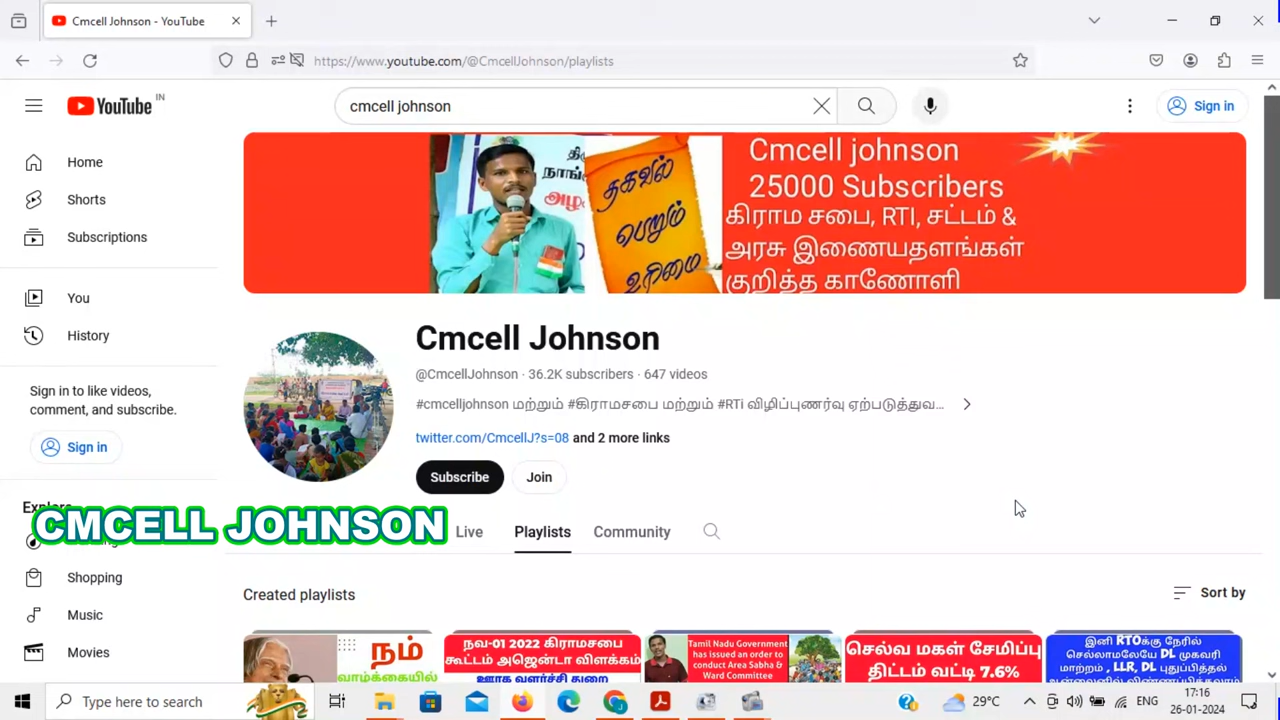 Cmcell Johnson - YouTube
https://www.youtube.com/@CmcellJohnson/playlists
YouTube IN
cmcell johnson
Sign in
Home
Shorts
Subscriptions
You
History
Sign in to like videos,
comment, and subscribe.
Sign in
Shopping
Music
Movies
தகவல்
பெறும்
உரிமை
Cmcell johnson
25000 Subscribers
கிராம சபை, RTI, சட்டம் &
அரசு இணையதளங்கள்
குறித்த காணோளி
Cmcell Johnson
@CmcellJohnson · 36.2K subscribers · 647 videos
#cmcelljohnson மற்றும் #கிராமசபை மற்றும் #RTi விழிப்புணர்வு ஏற்படுத்துவ...
twitter.com/CmcellJ?s=08 and 2 more links
Subscribe
Join
CMCELL JOHNSON
Live
Playlists
Community
Created playlists
Sort by
நம்
வாழ்க்கையில்
நவ-01 2022 கிராமசபை
கூட்டம் அஜென்டா விளக்கம்
ஊரக வளர்ச்சி துறை
Tamil Nadu Government
has issued an order to
conduct Area Sabha &
Ward Committee
செல்வ மகள் சேமிப்பு
திட்டம் வட்டி 7.6%
இனி RTOக்கு நேரில்
செல்லாமலேயே DL முகவரி
மாற்றம் , LLR, DL புதுப்பித்தல்
Type here to search
29°C
ENG
17:16
26-01-2024